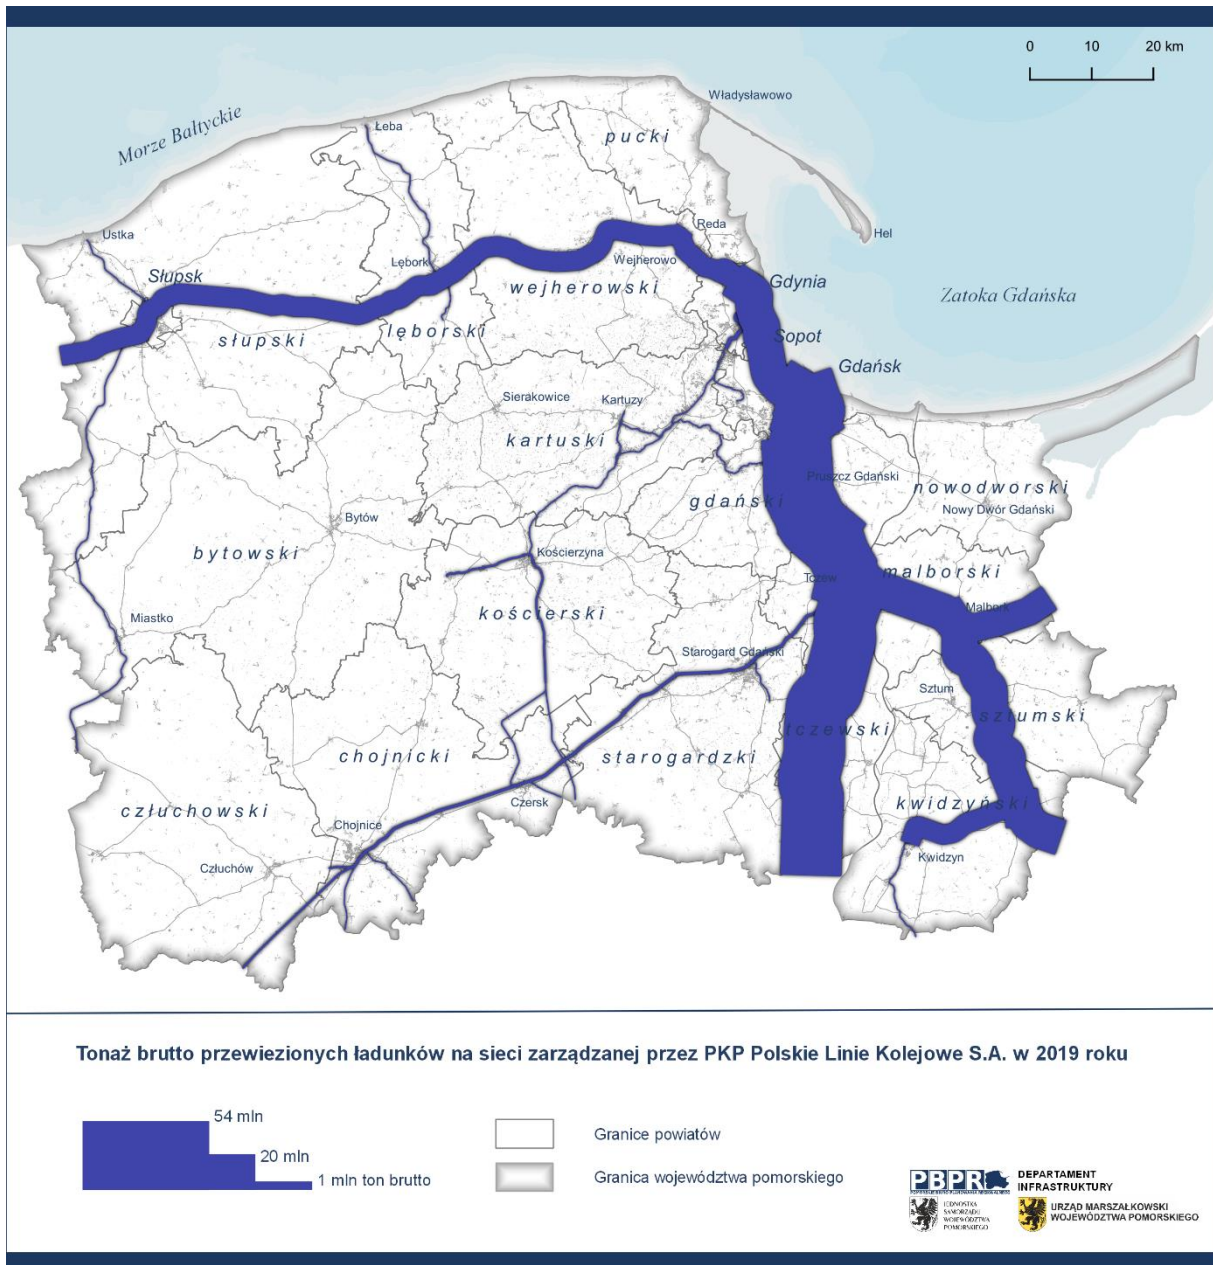 0 10 20 km
Władysławowo
Morze Bałtyckie
Łeba
pucki
Ustka
Reda
Hel
Lębork
Wejherowo
Słupsk
wejherowski
Gdynia
Zatoka Gdańska
słupski
lęborski
Sopot
Gdańsk
Sierakowice
Kartuzy
kartuski
Pruszcz Gdański
gdański
nowodworski
Nowy Dwór Gdański
Bytów
bytowski
Kościerzyna
malborski
Tczew
kościerski
Malbork
Miastko
Starogard Gdański
Sztum
sztumski
tczewski
chojnicki
starogardzki
człuchowski
Czersk
kwidzyński
Chojnice
Człuchów
Kwidzyn
Tonaż brutto przewiezionych ładunków na sieci zarządzanej przez PKP Polskie Linie Kolejowe S.A. w 2019 roku
54 mln
20 mln
1 mln ton brutto
Granice powiatów
Granica województwa pomorskiego
PBPR
DEPARTAMENT
INFRASTRUKTURY
JEDNOSTKA
SAMORZĄDU
WOJEWÓDZTWA
POMORSKIEGO
URZĄD MARSZAŁKOWSKI
WOJEWÓDZTWA POMORSKIEGO